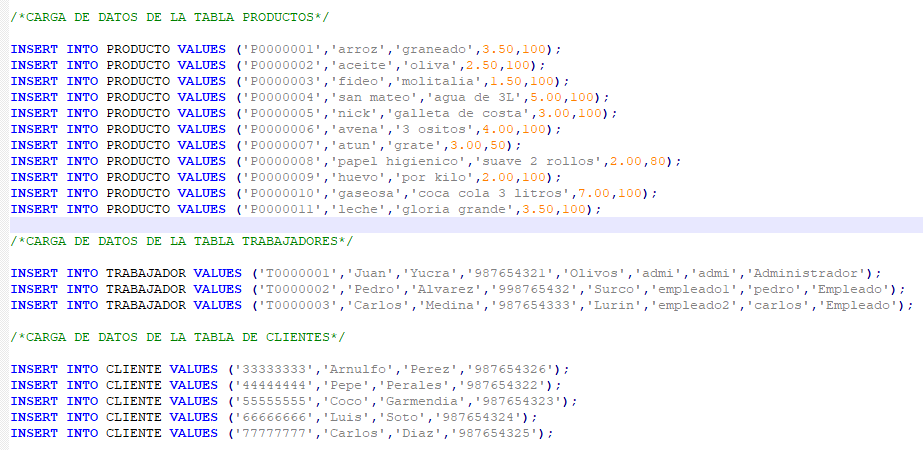 /*CARGA DE DATOS DE LA TABLA PRODUCTOS*/
INSERT INTO PRODUCTO VALUES ('P0000001','arroz','graneado',3.50,100);
INSERT INTO PRODUCTO VALUES ('P0000002','aceite','oliva',2.50,100);
INSERT INTO PRODUCTO VALUES ('P0000003','fideo','molitalia',1.50,100);
INSERT INTO PRODUCTO VALUES ('P0000004','san mateo','agua de 3L',5.00,100);
INSERT INTO PRODUCTO VALUES ('P0000005','nick','galleta de costa',3.00,100);
INSERT INTO PRODUCTO VALUES ('P0000006','avena','3 ositos',4.00,100);
INSERT INTO PRODUCTO VALUES ('P0000007','atun','grate',3.00,50);
INSERT INTO PRODUCTO VALUES ('P0000008','papel higienico','suave 2 rollos',2.00,80);
INSERT INTO PRODUCTO VALUES ('P0000009','huevo','por kilo',2.00,100);
INSERT INTO PRODUCTO VALUES ('P0000010','gaseosa','coca cola 3 litros',7.00,100);
INSERT INTO PRODUCTO VALUES ('P0000011','leche','gloria grande',3.50,100);
/*CARGA DE DATOS DE LA TABLA TRABAJADORES*/
INSERT INTO TRABAJADOR VALUES ('T0000001','Juan','Yucra','987654321','Olivos','admi','admi','Administrador');
INSERT INTO TRABAJADOR VALUES ('T0000002','Pedro','Alvarez','998765432','Surco','empleado1','pedro','Empleado');
INSERT INTO TRABAJADOR VALUES ('T0000003','Carlos','Medina','987654333','Lurin','empleado2','carlos','Empleado');
/*CARGA DE DATOS DE LA TABLA DE CLIENTES*/
INSERT INTO CLIENTE VALUES ('33333333','Arnulfo','Perez','987654326');
INSERT INTO CLIENTE VALUES ('44444444','Pepe','Perales','987654322');
INSERT INTO CLIENTE VALUES ('55555555','Coco','Garmendia','987654323');
INSERT INTO CLIENTE VALUES ('66666666','Luis','Soto','987654324');
INSERT INTO CLIENTE VALUES ('77777777','Carlos','Diaz','987654325');